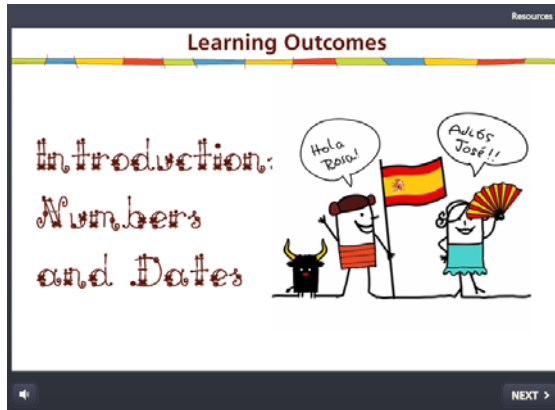 Resources
Learning Outcomes
Introduction:
Numbers
and Dates
Hola
Rosa!
Adiós
José!!
NEXT >